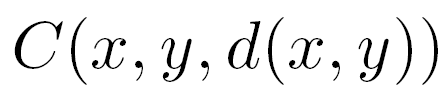 C(x, y, d(x, y))